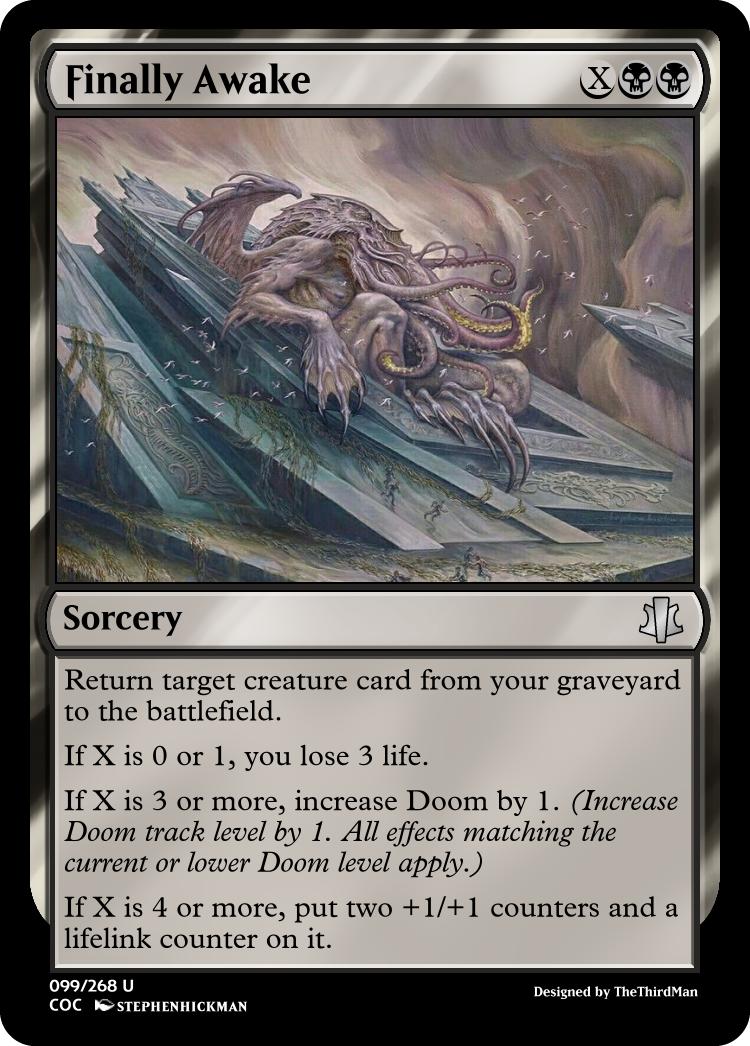 Finally Awake
X
Sorcery
Return target creature card from your graveyard
to the battlefield.
If X is 0 or 1, you lose 3 life.
If X is 3 or more, increase Doom by 1. (Increase
Doom track level by 1. All effects matching the
current or lower Doom level apply.)
If X is 4 or more, put two +1/+1 counters and a
lifelink counter on it.
099/268 U
COC STEPHENHICKMAN
Designed by TheThirdMan